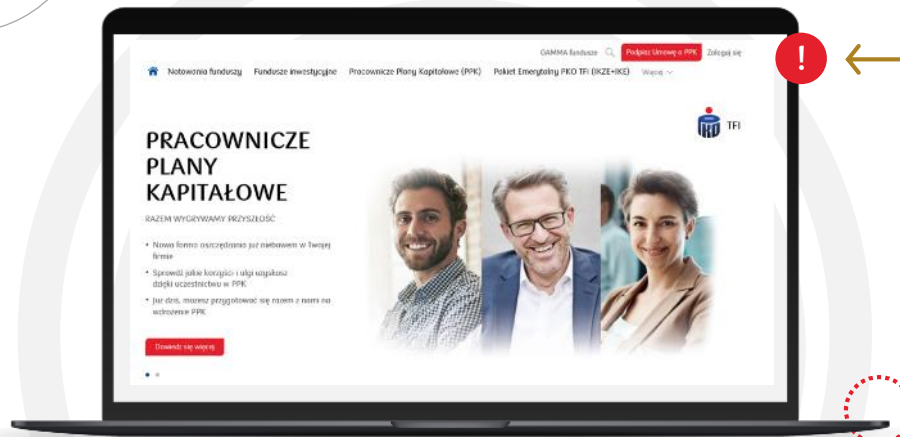 GAMMA fundusze
Podpisz Umowę o PPK
Zaloguj się
Notowania funduszy
Fundusze inwestycyjne
Pracownicze Plany Kapitałowe (PPK)
Pakiet Emerytalny PKO TFI (IKZE+IKE)
Więcej
TFI
PRACOWNICZE
PLANY
KAPITAŁOWE
RAZEM WYGRYWAMY PRZYSZŁOŚĆ
• Nowa forma oszczędzania już niebawem w Twojej
firmie
• Sprawdź jakie korzyści i ulgi uzyskasz
dzięki uczestnictwu w PPK
• Już dziś, możesz przygotować się razem z nami na
wdrożenie PPK
Dowiedz się więcej
!